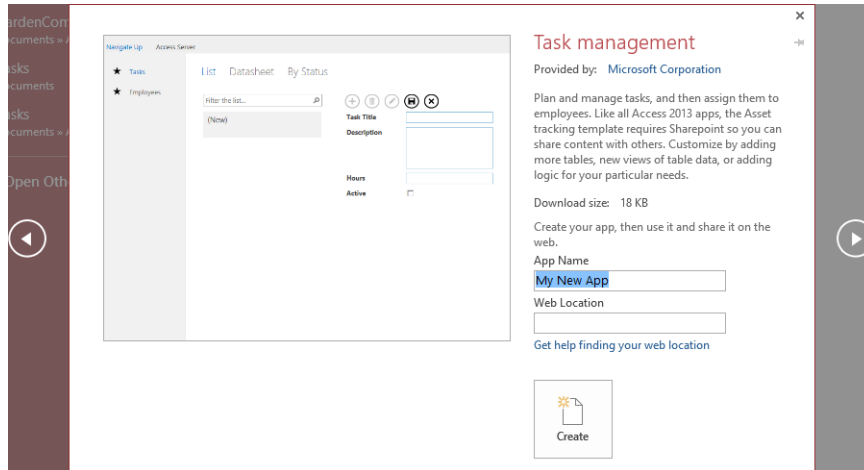 ardenCom
ocuments »
asks
ocuments
asks
ocuments »
Open Oth
Navigate Up Access Server
Tasks
Employees
List Datasheet By Status
Filter the list...
(New)
Task Title
Description
Hours
Active
Task management
Provided by: Microsoft Corporation
Plan and manage tasks, and then assign them to
employees. Like all Access 2013 apps, the Asset
tracking template requires Sharepoint so you can
share content with others. Customize by adding
more tables, new views of table data, or adding
logic for your particular needs.
Download size: 18 KB
Create your app, then use it and share it on the
web.
App Name
My New App
Web Location
Get help finding your web location
Create